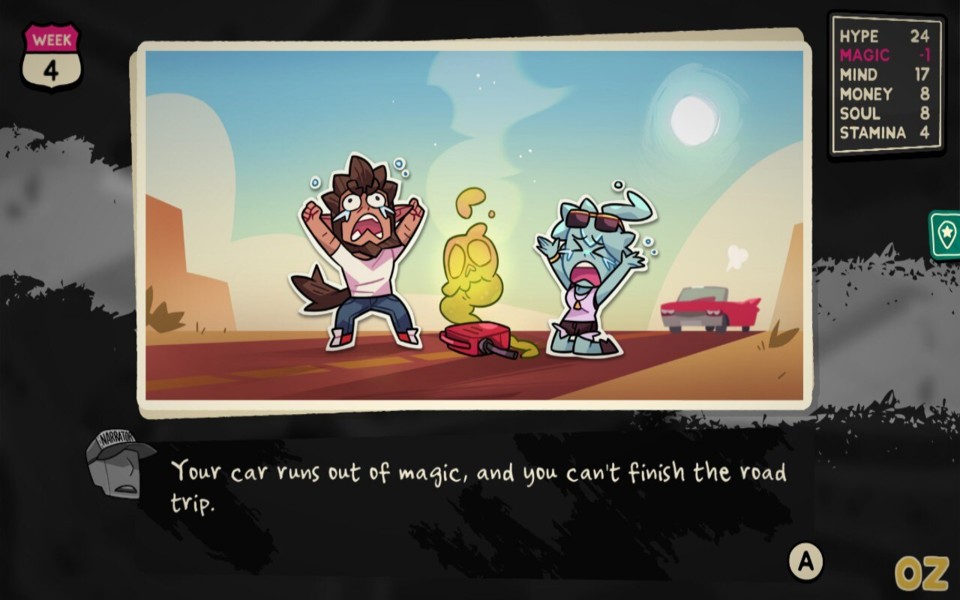 WEEK
4
HYPE 24
MAGIC -1
MIND 17
MONEY 8
SOUL 8
STAMINA 4
NARRATOR
Your car runs out of magic, and you can't finish the road
trip.
A
OZ